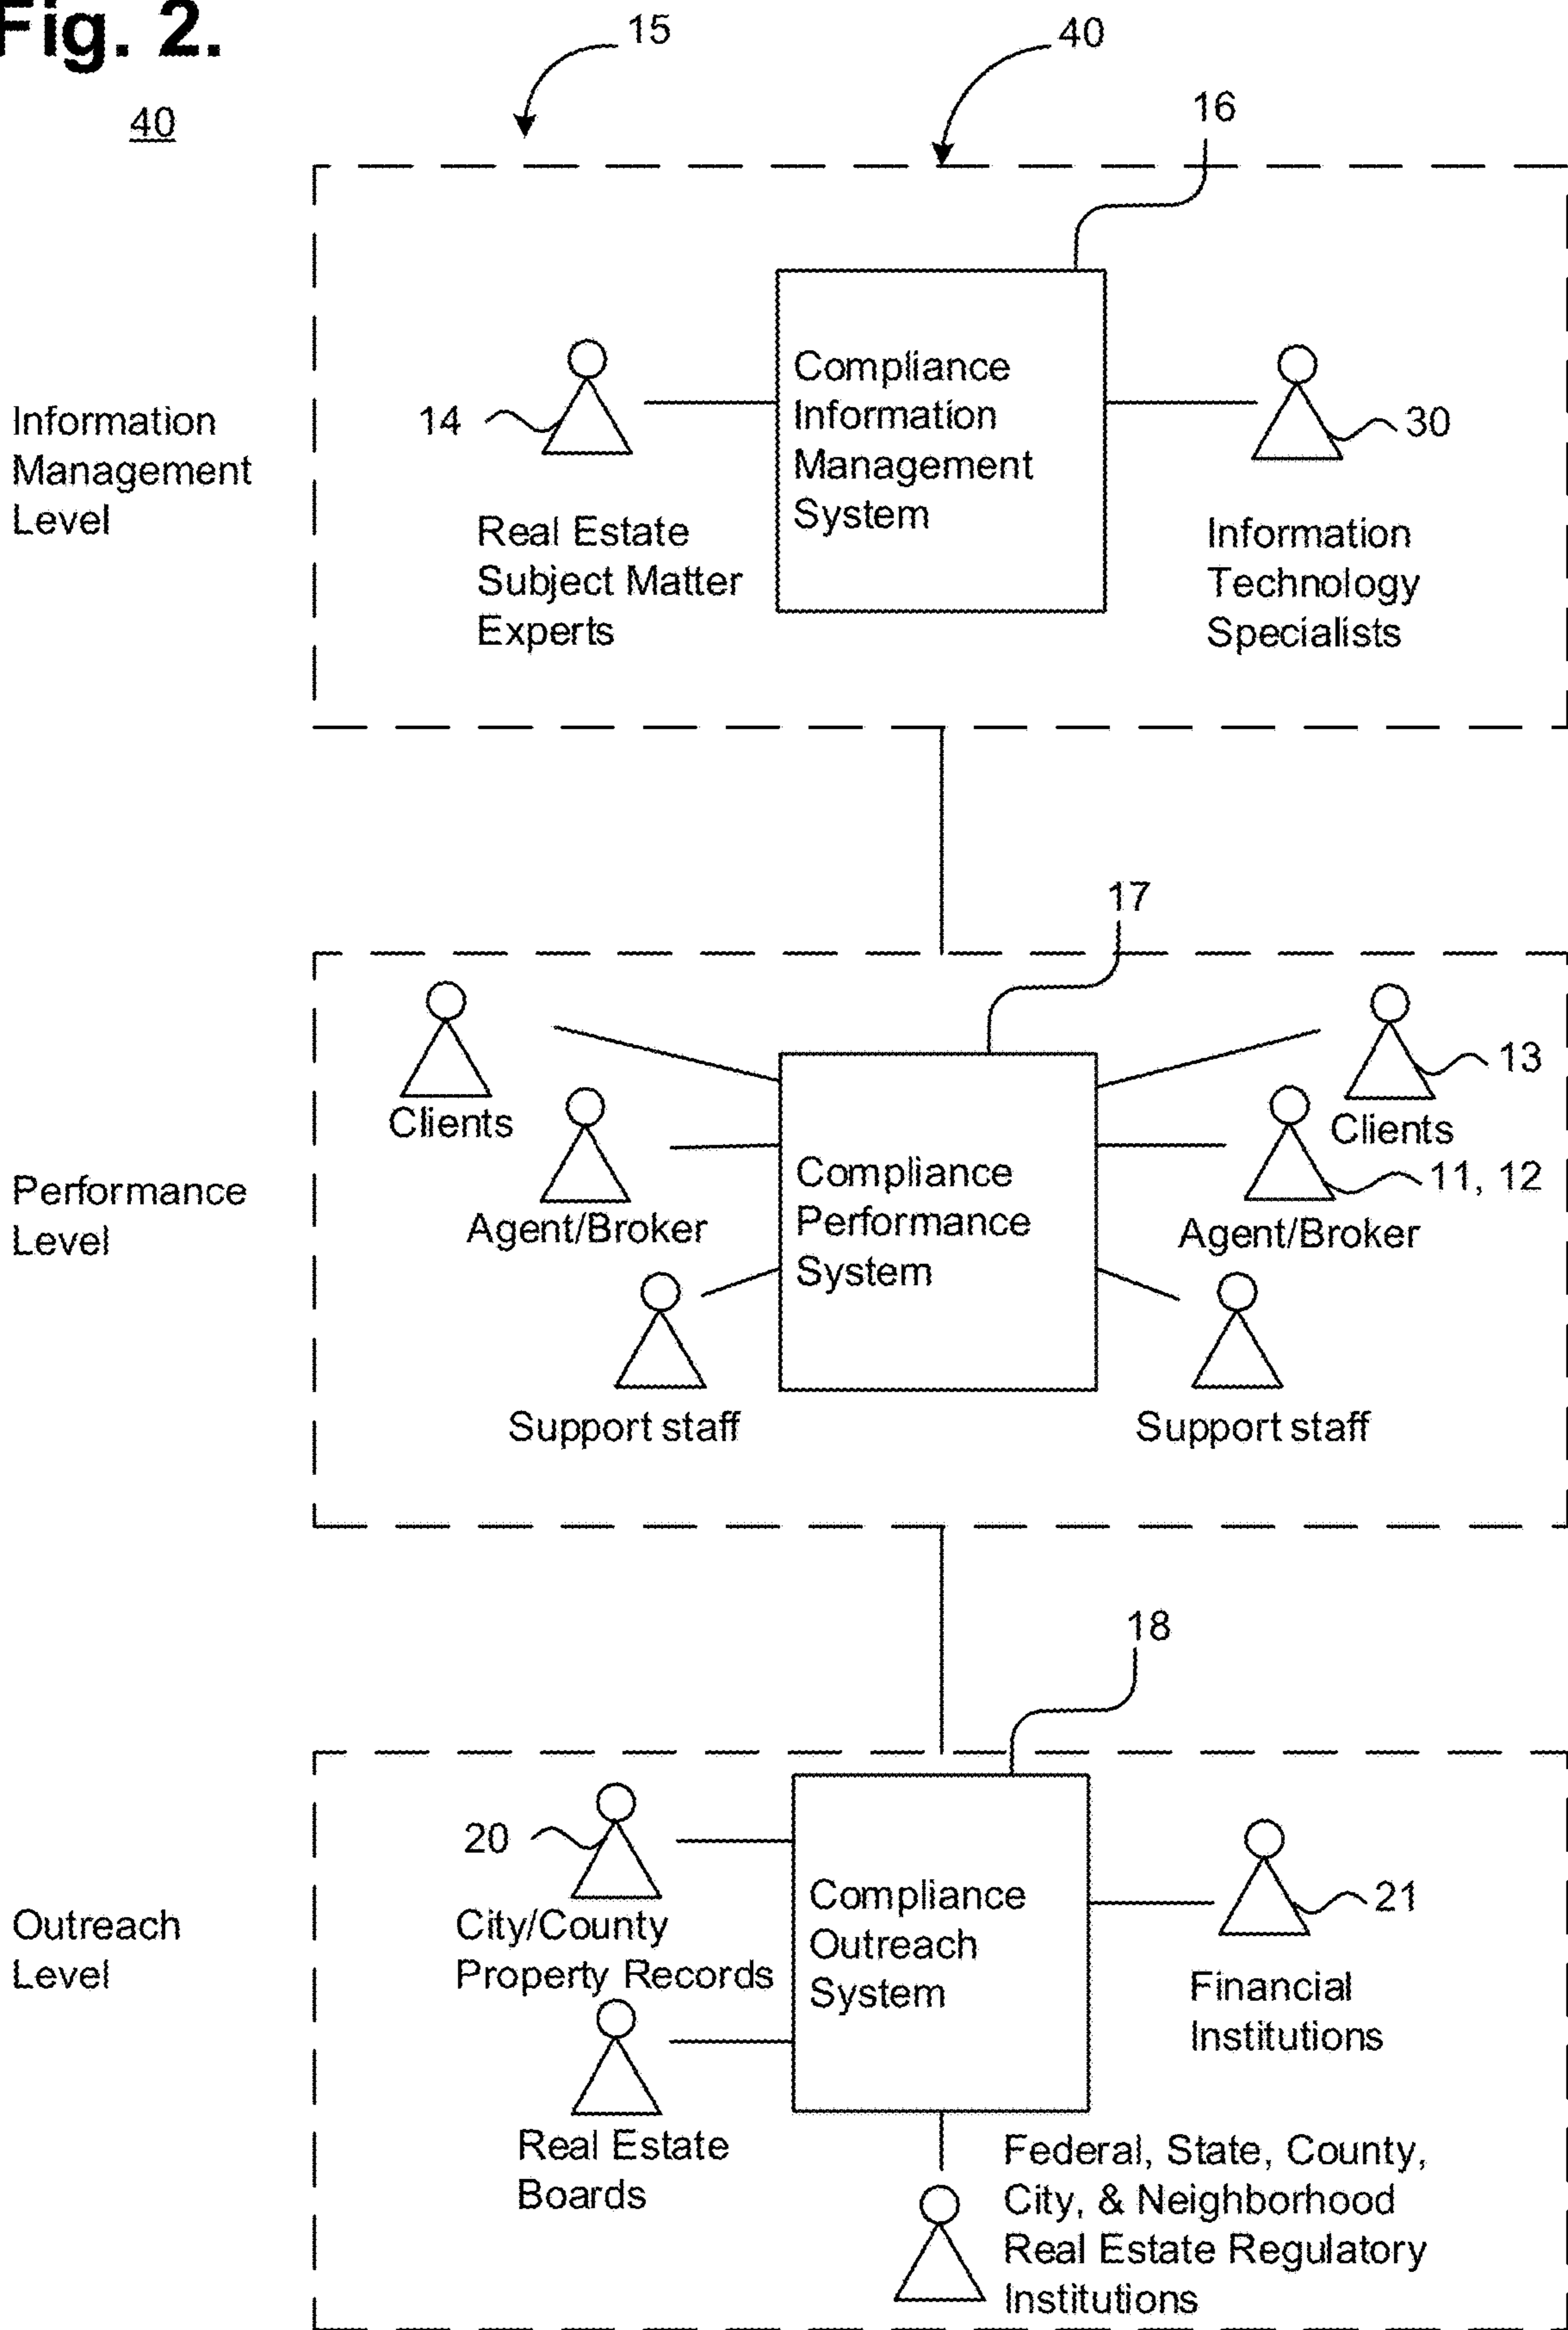 Fig. 2.
15
40
40
16
Information
Management
Level
14
Real Estate
Subject Matter
Experts
Compliance
Information
Management
System
30
Information
Technology
Specialists
17
Performance
Level
Clients
Agent/Broker
Support staff
Compliance
Performance
System
13
Clients
11, 12
Agent/Broker
Support staff
18
Outreach
Level
20
City/County
Property Records
Real Estate
Boards
Compliance
Outreach
System
21
Financial
Institutions
Federal, State, County,
City, & Neighborhood
Real Estate Regulatory
Institutions